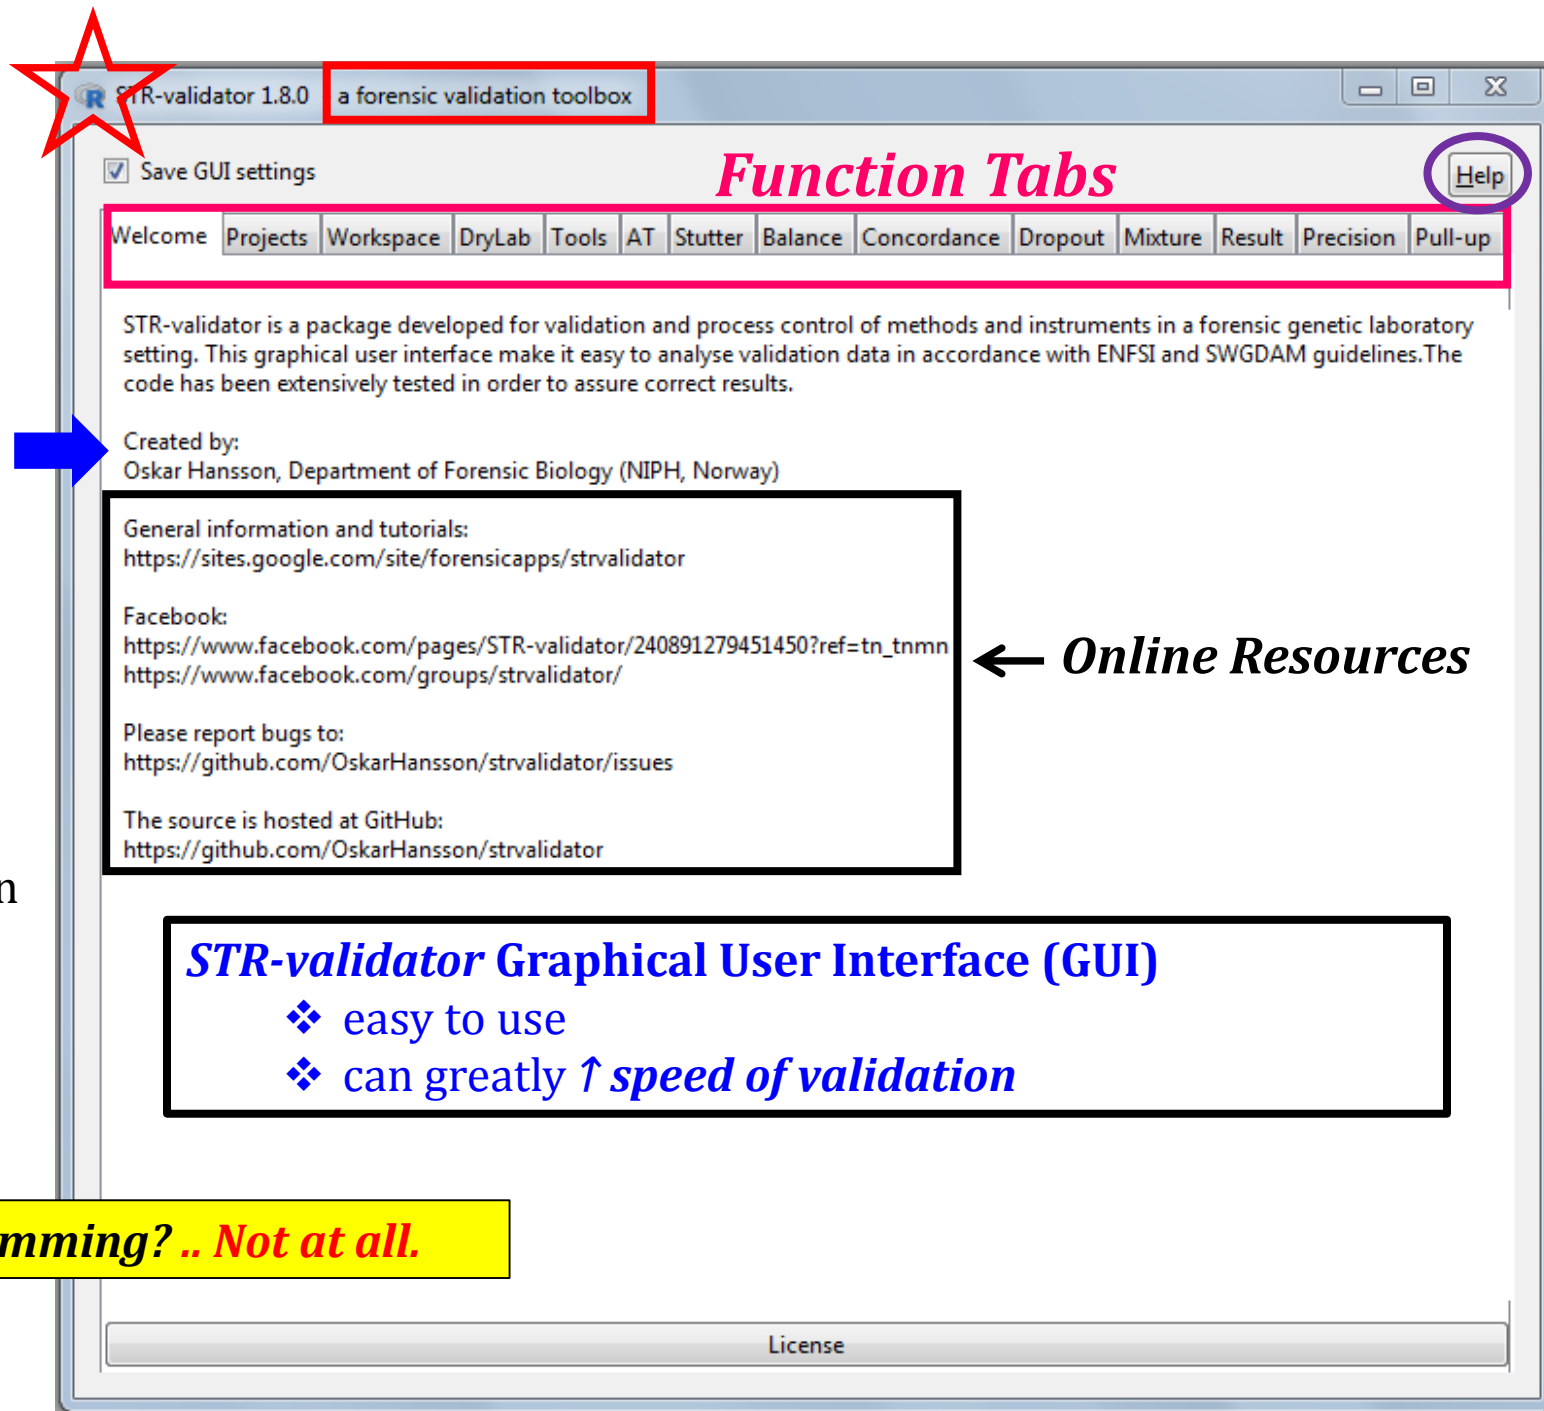 STR-validator 1.8.0 a forensic validation toolbox
Save GUI settings
Function Tabs
Help
Welcome Projects Workspace DryLab Tools AT Stutter Balance Concordance Dropout Mixture Result Precision Pull-up
STR-validator is a package developed for validation and process control of methods and instruments in a forensic genetic laboratory
setting. This graphical user interface make it easy to analyse validation data in accordance with ENFSI and SWGDAM guidelines.The
code has been extensively tested in order to assure correct results.
Created by:
Oskar Hansson, Department of Forensic Biology (NIPH, Norway)
General information and tutorials:
https://sites.google.com/site/forensicapps/strvalidator
Facebook:
https://www.facebook.com/pages/STR-validator/240891279451450?ref=tn_tnmn
https://www.facebook.com/groups/strvalidator/
Online Resources
Please report bugs to:
https://github.com/OskarHansson/strvalidator/issues
The source is hosted at GitHub:
https://github.com/OskarHansson/strvalidator
n
STR-validator Graphical User Interface (GUI)
❖ easy to use
❖ can greatly ↑ speed of validation
mming? .. Not at all.
License